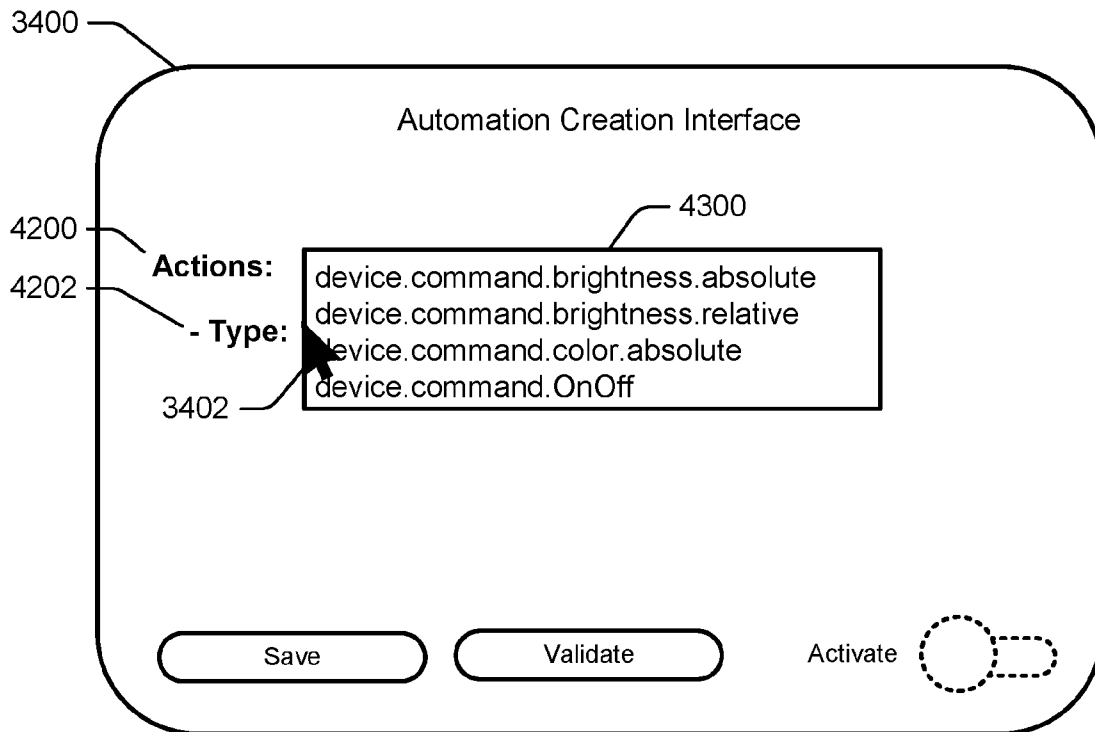 3400
Automation Creation Interface
4300
4200
Actions:
device.command.brightness.absolute
4202
device.command.brightness.relative
- Type:
device.command.color.absolute
device.command.OnOff
3402
Save
Validate
Activate